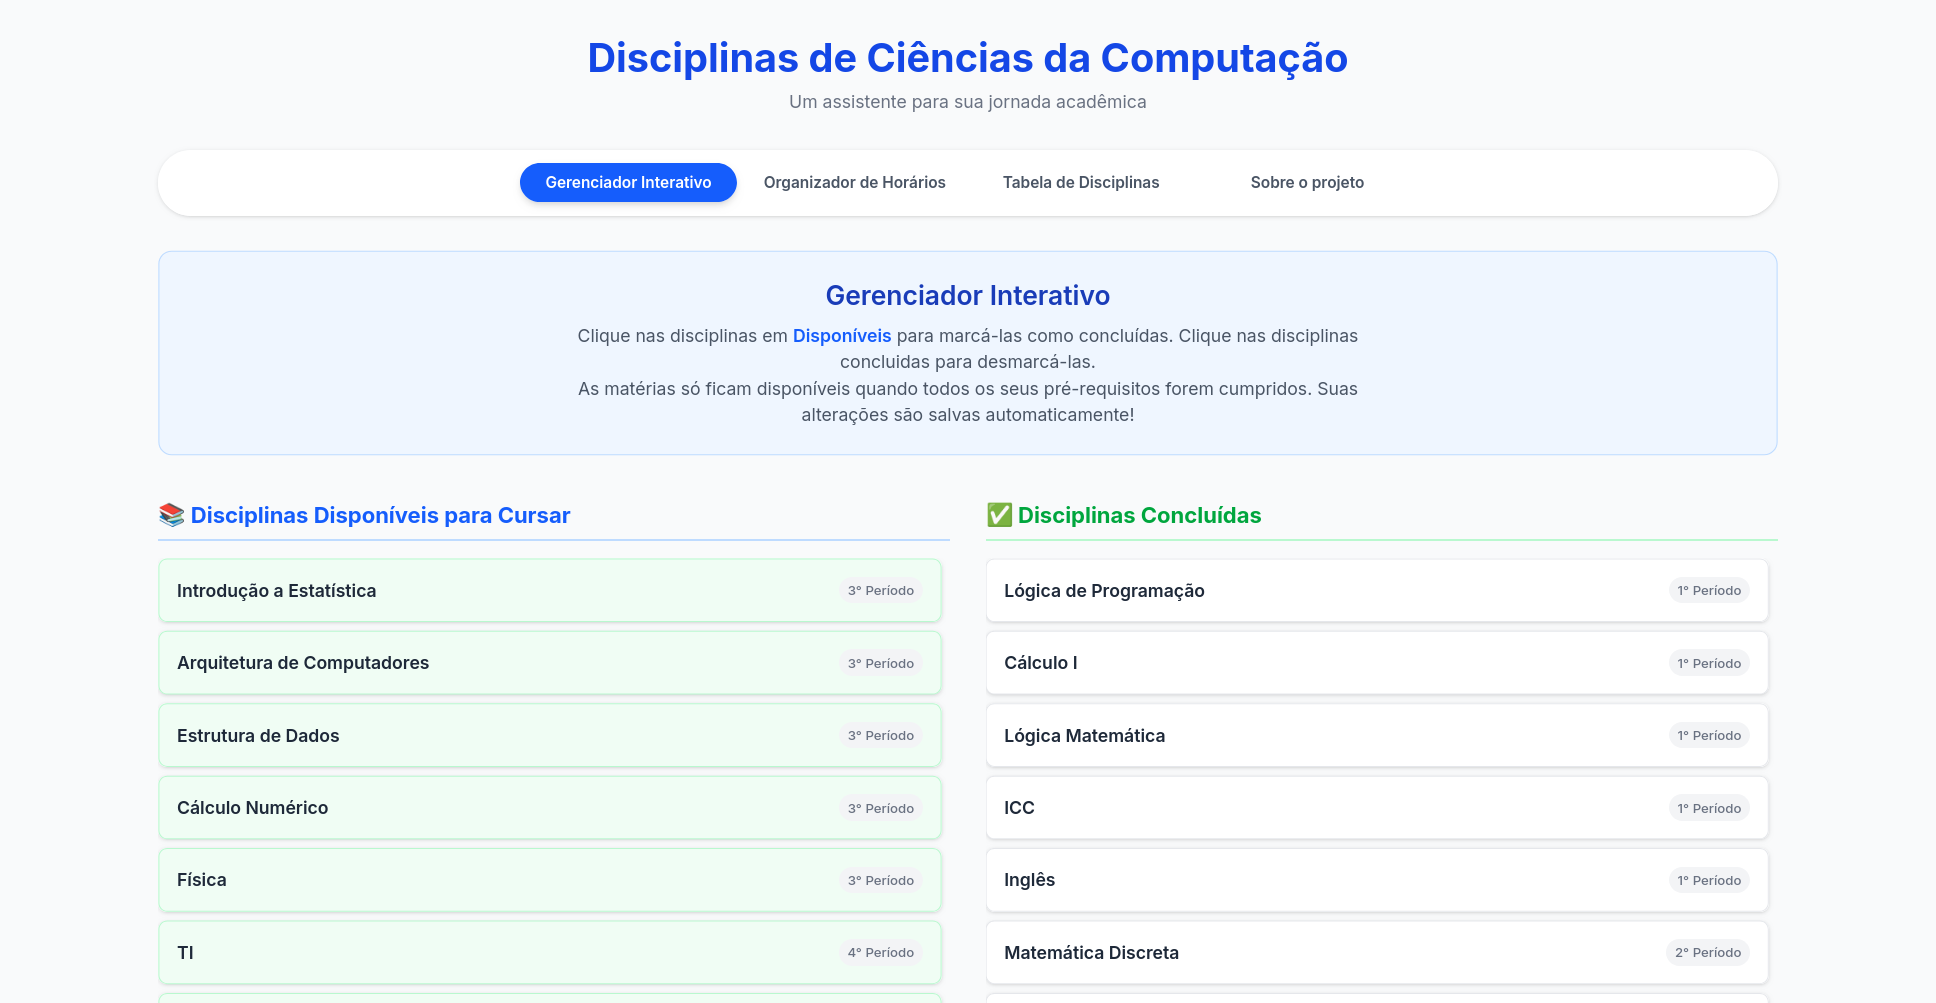 Disciplinas de Ciências da Computação
Um assistente para sua jornada acadêmica
Gerenciador Interativo
Organizador de Horários
Tabela de Disciplinas
Sobre o projeto
Gerenciador Interativo
Clique nas disciplinas em Disponíveis para marcá-las como concluídas. Clique nas disciplinas
concluidas para desmarcá-las.
As matérias só ficam disponíveis quando todos os seus pré-requisitos forem cumpridos. Suas
alterações são salvas automaticamente!
📚 Disciplinas Disponíveis para Cursar
Introdução a Estatística
3° Período
Arquitetura de Computadores
3° Período
Estrutura de Dados
3° Período
Cálculo Numérico
3° Período
Física
3° Período
TI
4° Período
✅ Disciplinas Concluídas
Lógica de Programação
1° Período
Cálculo I
1° Período
Lógica Matemática
1° Período
ICC
1° Período
Inglês
1° Período
Matemática Discreta
2° Período